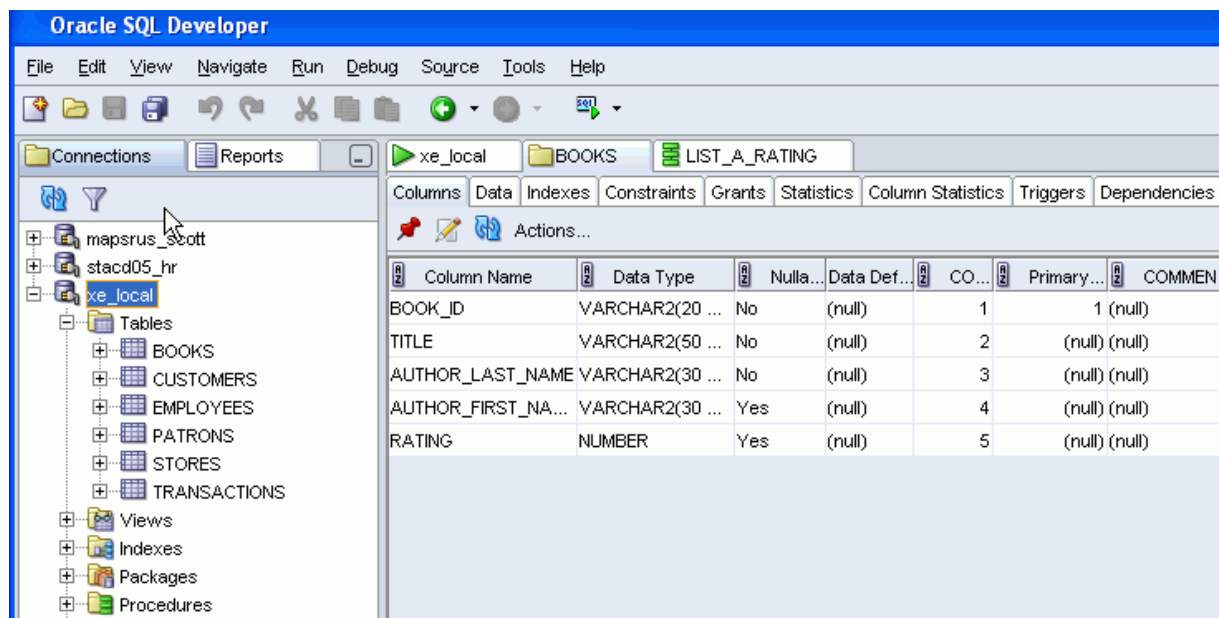 Oracle SQL Developer
File Edit View Navigate Run Debug Source Tools Help
Connections Reports
xe_local BOOKS LIST_A_RATING
Columns Data Indexes Constraints Grants Statistics Column Statistics Triggers Dependencies
Actions...
mapsrus_scott
stacd05_hr
xe_local
Tables
BOOKS
CUSTOMERS
EMPLOYEES
PATRONS
STORES
TRANSACTIONS
Views
Indexes
Packages
Procedures
Column Name Data Type Nulla... Data Def... CO... Primary... COMMEN
BOOK_ID VARCHAR2(20 ... No (null) 1 1 (null)
TITLE VARCHAR2(50 ... No (null) 2 (null) (null)
AUTHOR_LAST_NAME VARCHAR2(30 ... No (null) 3 (null) (null)
AUTHOR_FIRST_NA... VARCHAR2(30 ... Yes (null) 4 (null) (null)
RATING NUMBER Yes (null) 5 (null) (null)